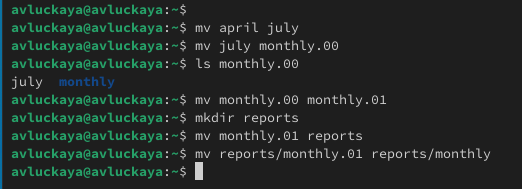 avluckaya@avluckaya:~$
avluckaya@avluckaya:~$ mv april july
avluckaya@avluckaya:~$ mv july monthly.00
avluckaya@avluckaya:~$ ls monthly.00
july  monthly
avluckaya@avluckaya:~$ mv monthly.00 monthly.01
avluckaya@avluckaya:~$ mkdir reports
avluckaya@avluckaya:~$ mv monthly.01 reports
avluckaya@avluckaya:~$ mv reports/monthly.01 reports/monthly
avluckaya@avluckaya:~$